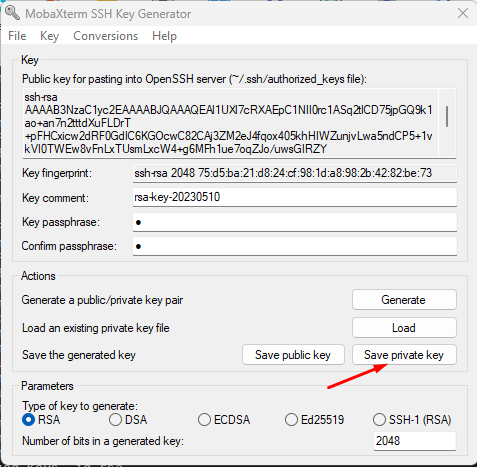 MobaXterm SSH Key Generator
File Key Conversions Help
Key
Public key for pasting into OpenSSH server (~/.ssh/authorized_keys file):
ssh-rsa
AAAAB3NzaC1yc2EAAAABJQAAAQEAl1UXl7cRXAEpC1NII0rc1ASq2tlCD75jpGQ9k1
ao+an7n2tttdXuFLDrT
+pFHCxicw2dRF0GdlC6KGOcwC82CAj3ZM2eJ4fqox405khHIWZunjvLwa5ndCP5+1v
kVI0TWEw8vFnLxTUsmLxcW4+g6MFh1ue7oqZJo/uwsGIRZY
Key fingerprint: ssh-rsa 2048 75:d5:ba:21:d8:24:cf:98:1d:a8:98:2b:42:82:be:73
Key comment: rsa-key-20230510
Key passphrase: •
Confirm passphrase: •
Actions
Generate a public/private key pair Generate
Load an existing private key file Load
Save the generated key Save public key Save private key
Parameters
Type of key to generate:
RSA DSA ECDSA Ed25519 SSH-1 (RSA)
Number of bits in a generated key: 2048